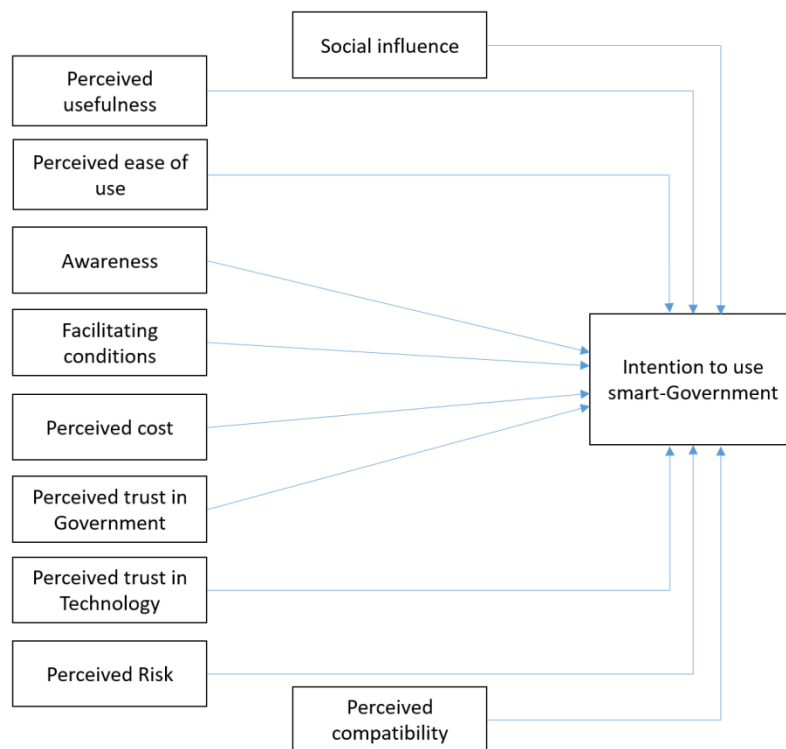 Social influence
Perceived
usefulness
Perceived ease of
use
Awareness
Facilitating
conditions
Perceived cost
Perceived trust in
Government
Perceived trust in
Technology
Perceived Risk
Perceived
compatibility
Intention to use
smart-Government